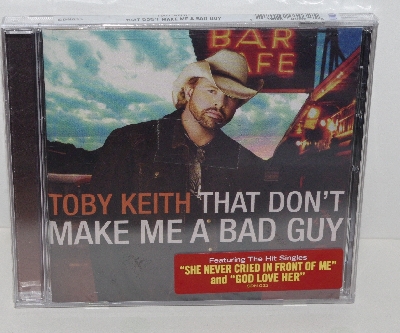 THAT DON'T MAKE ME A BAD GUY
BAR
CAFE
TOBY KEITH THAT DON'T
MAKE ME A BAD GUY
Featuring The Hit Singles
"SHE NEVER CRIED IN FRONT OF ME"
and "GOD LOVE HER"